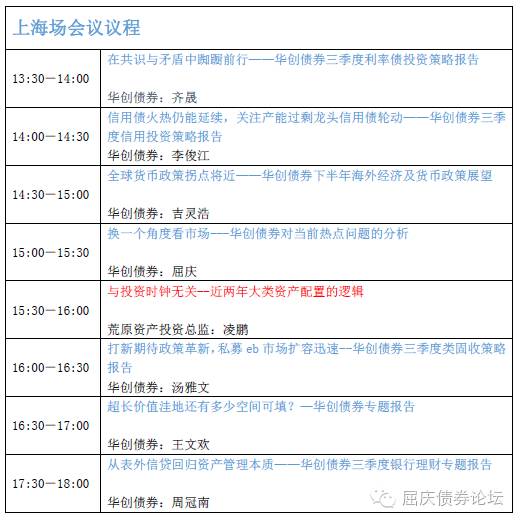 上海场会议议程
13:30—14:00
在共识与矛盾中踟蹰前行——华创债券三季度利率债投资策略报告
华创债券：齐晟
14:00—14:30
信用债火热仍能延续，关注产能过剩龙头信用债轮动——华创债券三季
度信用投资策略报告
华创债券：李俊江
14:30—15:00
全球货币政策拐点将近——华创债券下半年海外经济及货币政策展望
华创债券：吉灵浩
15:00—15:30
换一个角度看市场---华创债券对当前热点问题的分析
华创债券：屈庆
15:30—16:00
与投资时钟无关--近两年大类资产配置的逻辑
荒原资产投资总监：凌鹏
16:00—16:30
打新期待政策革新，私募 eb 市场扩容迅速--华创债券三季度类固收策略
报告
华创债券：汤雅文
16:30—17:00
超长价值洼地还有多少空间可填？—华创债券专题报告
华创债券：王文欢
17:30—18:00
从表外信贷回归资产管理本质——华创债券三季度银行理财专题报告
华创债券：周冠南
屈庆债券论坛